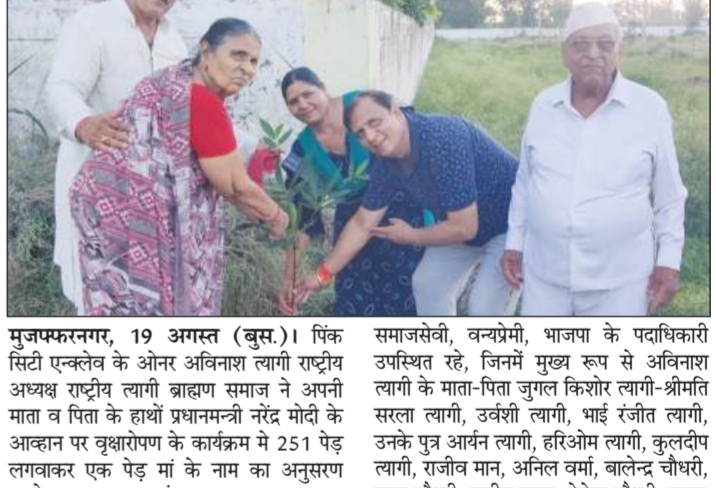 मुजफ्फरनगर, 19 अगस्त (बुस.)। पिंक
सिटी एन्क्लेव के ओनर अविनाश त्यागी राष्ट्रीय
अध्यक्ष राष्ट्रीय त्यागी ब्राह्मण समाज ने अपनी
माता व पिता के हाथों प्रधानमन्त्री नरेंद्र मोदी के
आव्हान पर वृक्षारोपण के कार्यक्रम मे 251 पेड़
लगवाकर एक पेड़ मां के नाम का अनुसरण
समाजसेवी, वन्यप्रेमी, भाजपा के पदाधिकारी
उपस्थित रहे, जिनमें मुख्य रूप से अविनाश
त्यागी के माता-पिता जुगल किशोर त्यागी-श्रीमति
सरला त्यागी, उर्वशी त्यागी, भाई रंजीत त्यागी,
उनके पुत्र आर्यन त्यागी, हरिओम त्यागी, कुलदीप
त्यागी, राजीव मान, अनिल वर्मा, बालेन्द्र चौधरी,